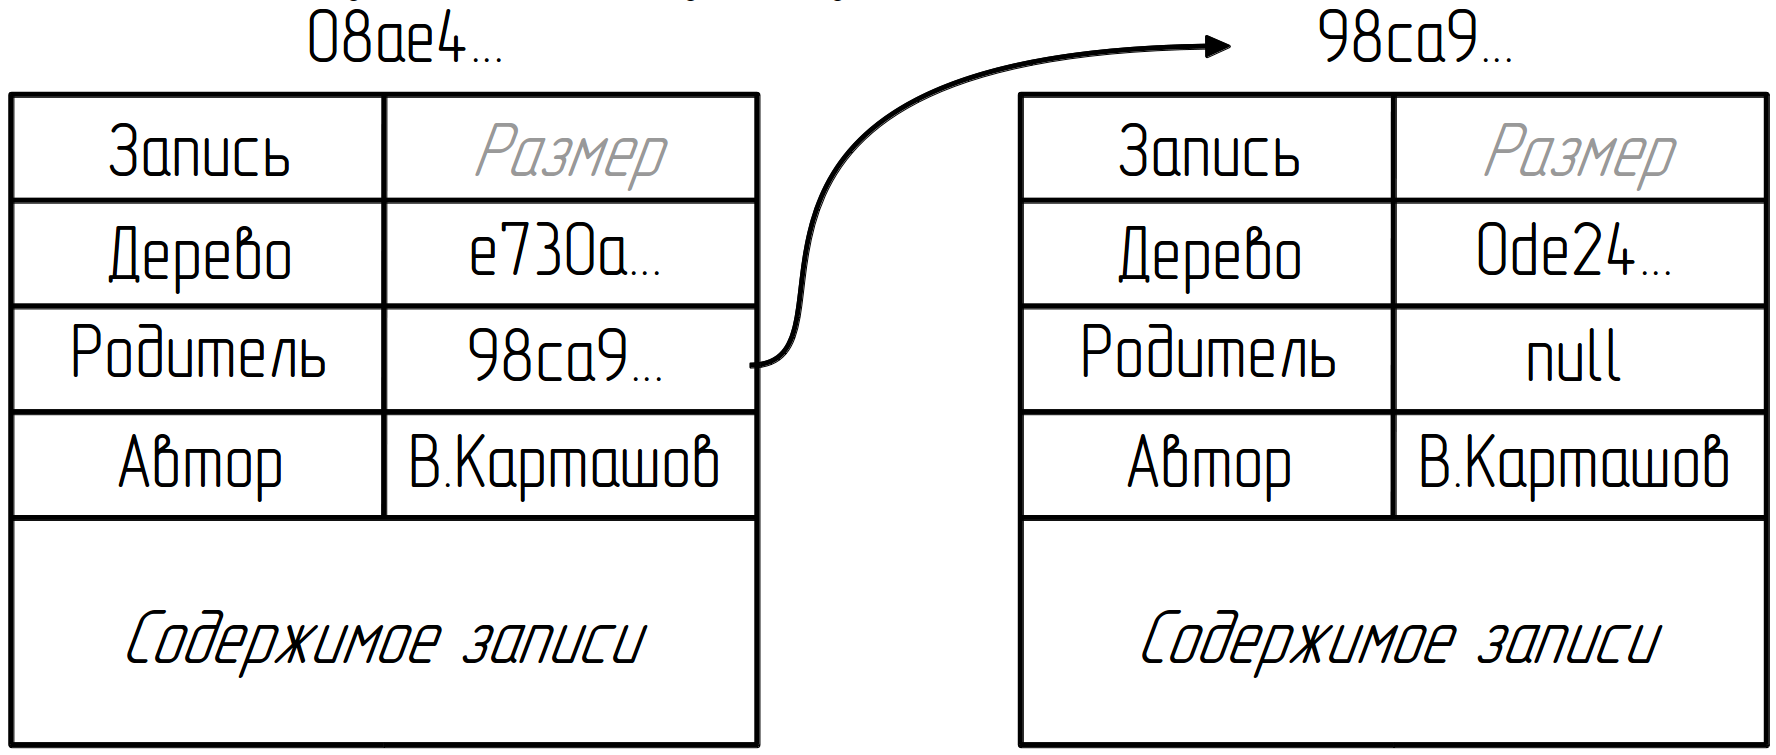 08ae4...
Запись Размер
Дерево e730a...
Родитель 98ca9...
Автор В.Карташов
Содержимое записи
98ca9...
Запись Размер
Дерево 0de24...
Родитель null
Автор В.Карташов
Содержимое записи